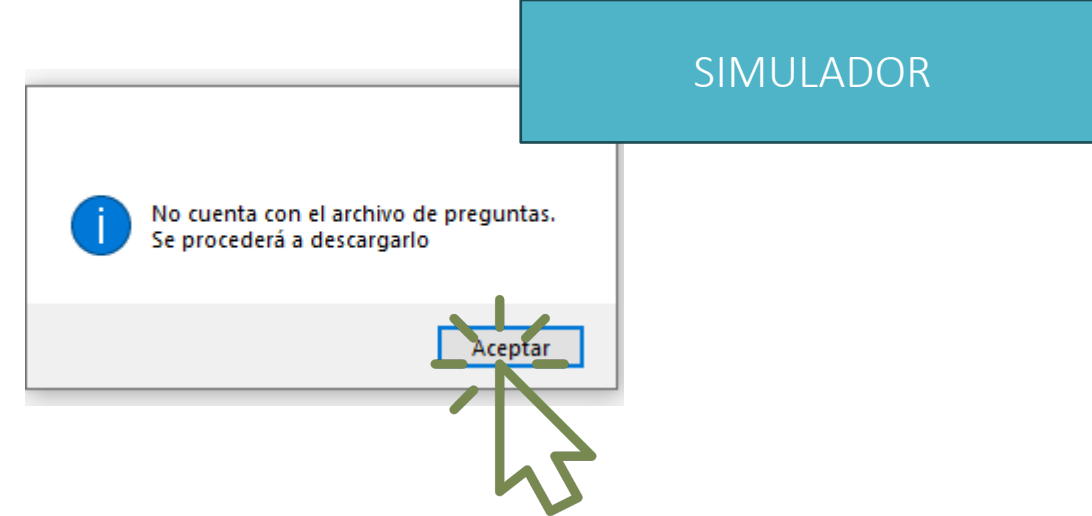 SIMULADOR
No cuenta con el archivo de preguntas.
Se procederá a descargarlo
Aceptar